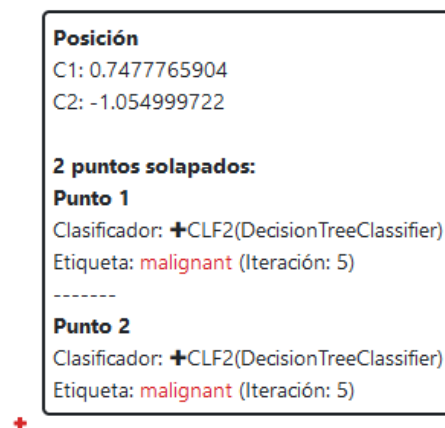 Posición
C1: 0.7477765904
C2: -1.054999722
2 puntos solapados:
Punto 1
Clasificador: ✚CLF2(DecisionTreeClassifier)
Etiqueta: malignant (Iteración: 5)
-------
Punto 2
Clasificador: ✚CLF2(DecisionTreeClassifier)
Etiqueta: malignant (Iteración: 5)